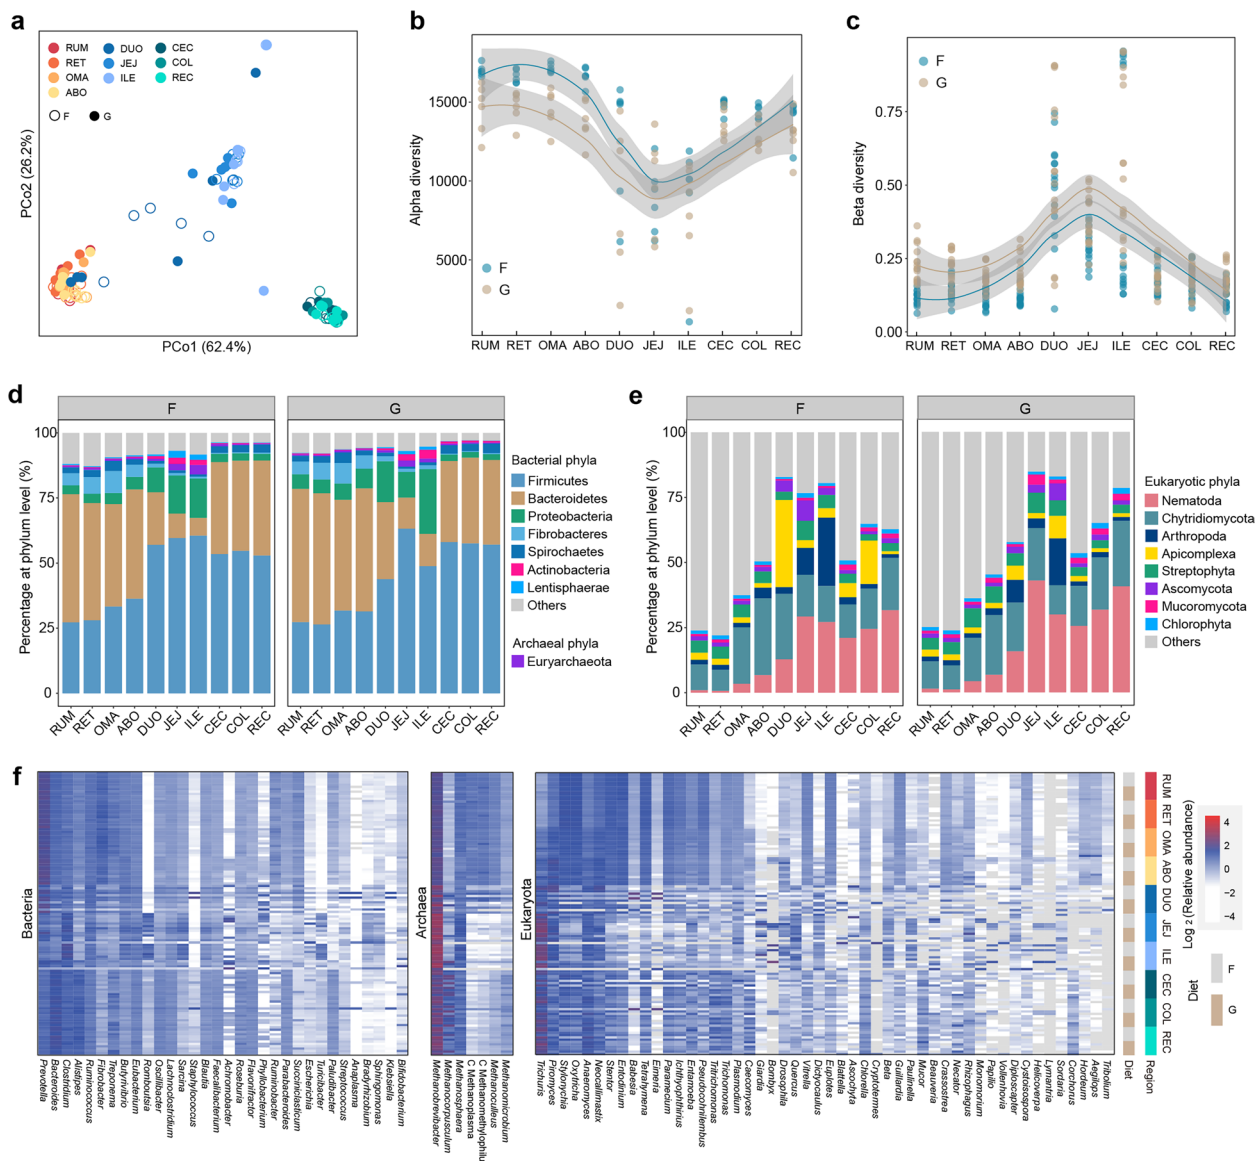 a
RUM
DUO
CEC
RET
JEJ
COL
OMA
ILE
REC
ABO
F
G
PCo2 (26.2%)
PCo1 (62.4%)
b
Alpha diversity
15000
10000
5000
F
G
RUM RET OMA ABO DUO JEJ ILE CEC COL REC
c
Beta diversity
F
G
0.75
0.50
0.25
0.00
RUM RET OMA ABO DUO JEJ ILE CEC COL REC
d
F
G
Percentage at phylum level (%)
100
75
50
25
0
RUM RET OMA ABO DUO JEJ ILE CEC COL REC
RUM RET OMA ABO DUO JEJ ILE CEC COL REC
Bacterial phyla
Firmicutes
Bacteroidetes
Proteobacteria
Fibrobacteres
Spirochaetes
Actinobacteria
Lentisphaerae
Others
Archaeal phyla
Euryarchaeota
e
F
G
Percentage at phylum level (%)
100
75
50
25
0
RUM RET OMA ABO DUO JEJ ILE CEC COL REC
RUM RET OMA ABO DUO JEJ ILE CEC COL REC
Eukaryotic phyla
Nematoda
Chytridiomycota
Arthropoda
Apicomplexa
Streptophyta
Ascomycota
Mucoromycota
Chlorophyta
Others
f
Bacteria
Prevotella
Bacteroides
Clostridium
Alistipes
Ruminococcus
Fibrobacter
Treponema
Butyrivibrio
Eubacterium
Romboutsia
Oscillibacter
Lachnoclostridium
Sarcina
Staphylococcus
Blautia
Faecalibacterium
Achromobacter
Roseburia
Flavonifractor
Phyllobacterium
Ruminobacter
Parabacteroides
Succiniclasticum
Escherichia
Turicibacter
Paludibacter
Streptococcus
Anaplasma
Bradyrhizobium
Sphingomonas
Klebsiella
Bifidobacterium
Archaea
Methanobrevibacter
Methanocorpusculum
Methanosphaera
C Methanoplasma
C Methanomethylophilus
Methanoculleus
Methanomicrobium
Eukaryota
Trichuris
Piromyces
Stylonychia
Oxytricha
Anaeromyces
Neocallimastix
Stentor
Entodinium
Babesia
Tetrahymena
Eimeria
Paramecium
Ichthyophthirius
Entamoeba
Pseudocohnilembus
Tritrichomonas
Trichomonas
Plasmodium
Caecomyces
Giardia
Bombyx
Drosophila
Quercus
Vitrella
Dictyocaulus
Euplotes
Blattella
Ascochyta
Chlorella
Cryptotermes
Beta
Guillardia
Paulinella
Mucor
Beauveria
Crassostrea
Necator
Rhizophagus
Monomorium
Papilio
Vollenhovia
Diploscapter
Cystoisospora
Helicoverpa
Lymantria
Sordaria
Corchorus
Hordeum
Aegilops
Tribolium
Diet
Region
RUM RET OMA ABO DUO JEJ ILE CEC COL REC
Log 2 (Relative abundance)
4
2
0
−2
−4
Diet
F
G